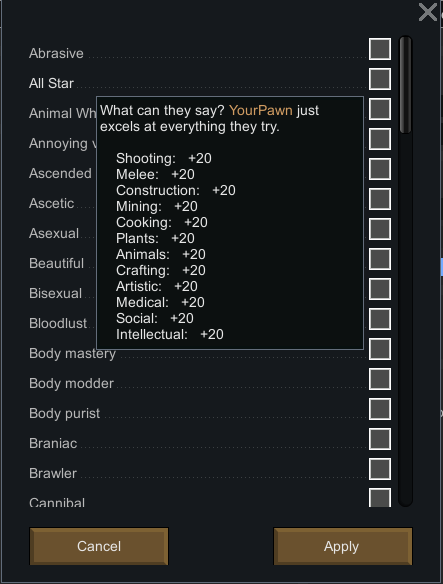 Abrasive
All Star
Animal Wh
Annoying v
Ascended
Ascetic
Asexual
Beautiful
Bisexual
Bloodlust
Body mastery
Body modder
Body purist
Braniac
Brawler
Cannibal
What can they say? YourPawn just
excels at everything they try.
Shooting: +20
Melee: +20
Construction: +20
Mining: +20
Cooking: +20
Plants: +20
Animals: +20
Crafting: +20
Artistic: +20
Medical: +20
Social: +20
Intellectual: +20
Cancel
Apply